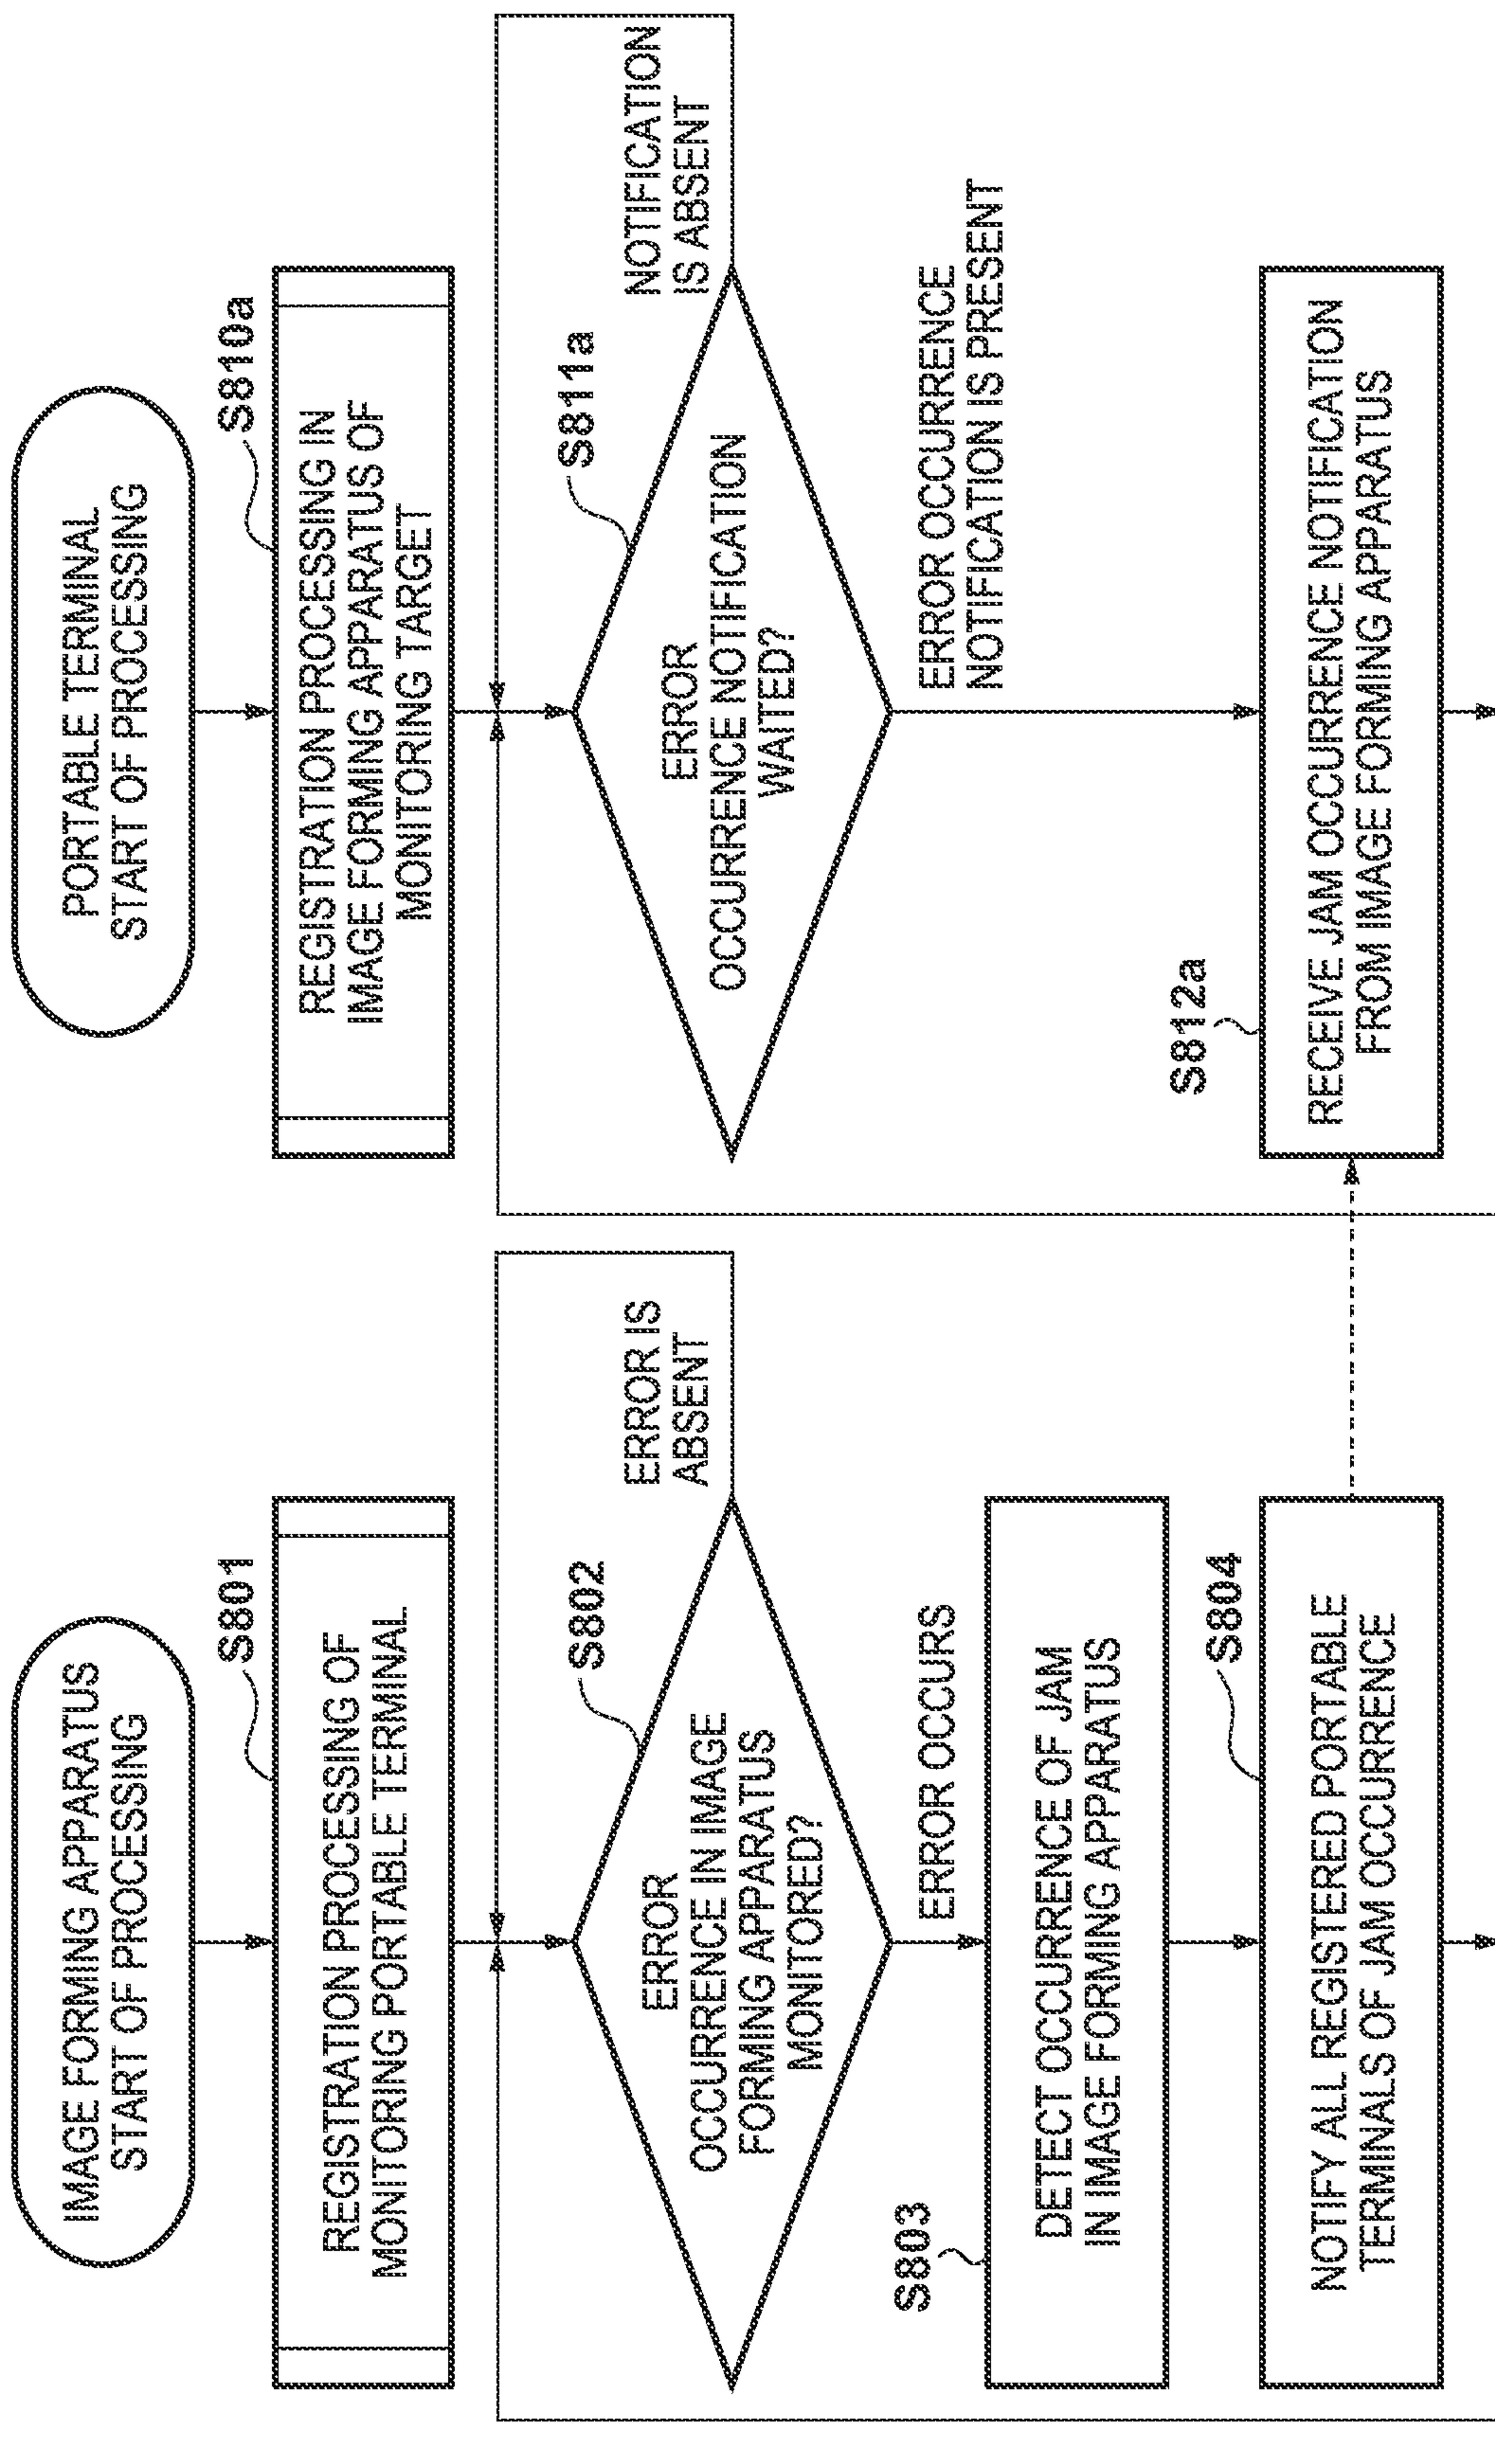 IMAGE FORMING APPARATUS
START OF PROCESSING
S801
REGISTRATION PROCESSING OF
MONITORING PORTABLE TERMINAL
S802
ERROR
OCCURRENCE IN IMAGE
FORMING APPARATUS
MONITORED?
ERROR IS
ABSENT
ERROR OCCURS
S803
DETECT OCCURRENCE OF JAM
IN IMAGE FORMING APPARATUS
S804
NOTIFY ALL REGISTERED PORTABLE
TERMINALS OF JAM OCCURRENCE
PORTABLE TERMINAL
START OF PROCESSING
S810a
REGISTRATION PROCESSING IN
IMAGE FORMING APPARATUS OF
MONITORING TARGET
S811a
ERROR
OCCURRENCE NOTIFICATION
WAITED?
NOTIFICATION
IS ABSENT
ERROR OCCURRENCE
NOTIFICATION IS PRESENT
S812a
RECEIVE JAM OCCURRENCE NOTIFICATION
FROM IMAGE FORMING APPARATUS